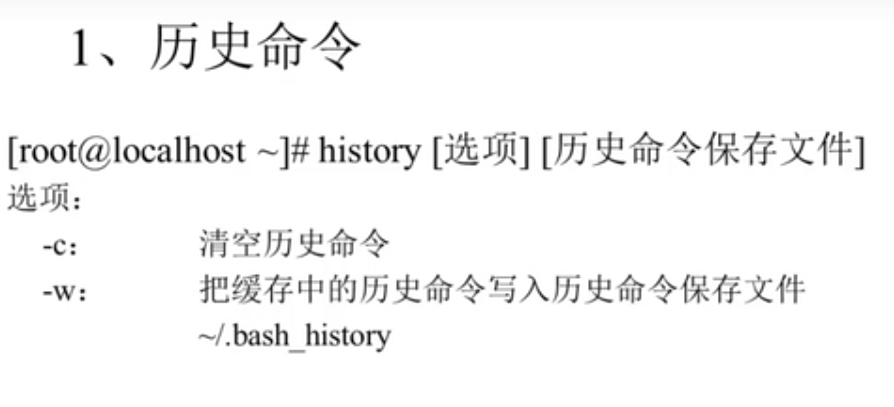 1、历史命令
[root@localhost ~]# history [选项] [历史命令保存文件]
选项：
-c： 清空历史命令
-w： 把缓存中的历史命令写入历史命令保存文件
~/.bash_history